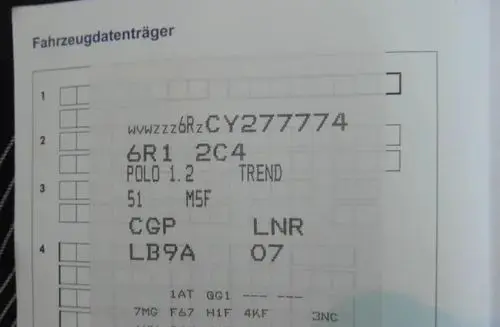 Fahrzeugdatenträger
1
WVWZZZ6RZCY277774
2
6R1 2C4
POLO 1.2 TREND
3
51 M5F
CGP LNR
4
LB9A 07
1AT QG1 --- ---
7MG F67 H1F 4KF 3NC